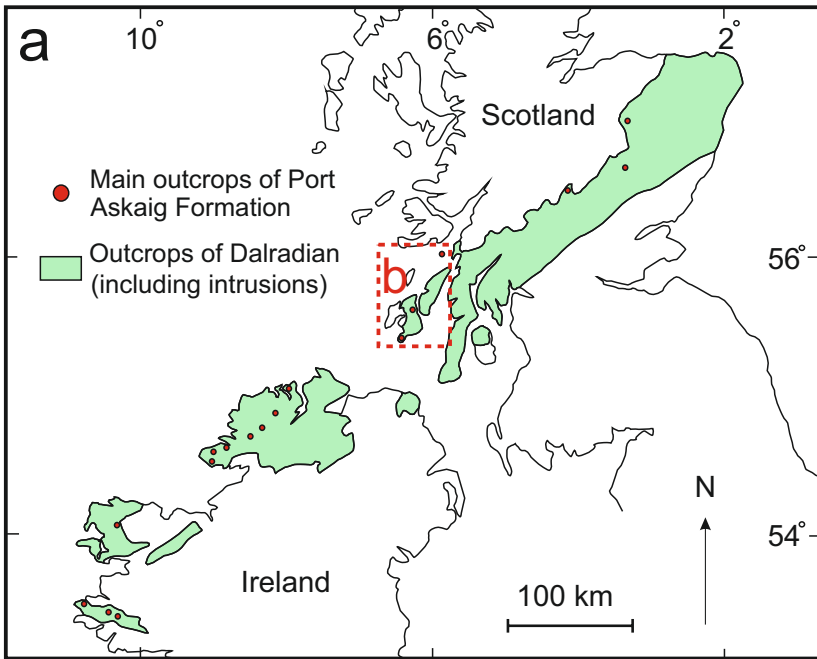 a
10°
6°
2°
Scotland
Main outcrops of Port
Askaig Formation
Outcrops of Dalradian
(including intrusions)
56°
b
N
54°
Ireland
100 km